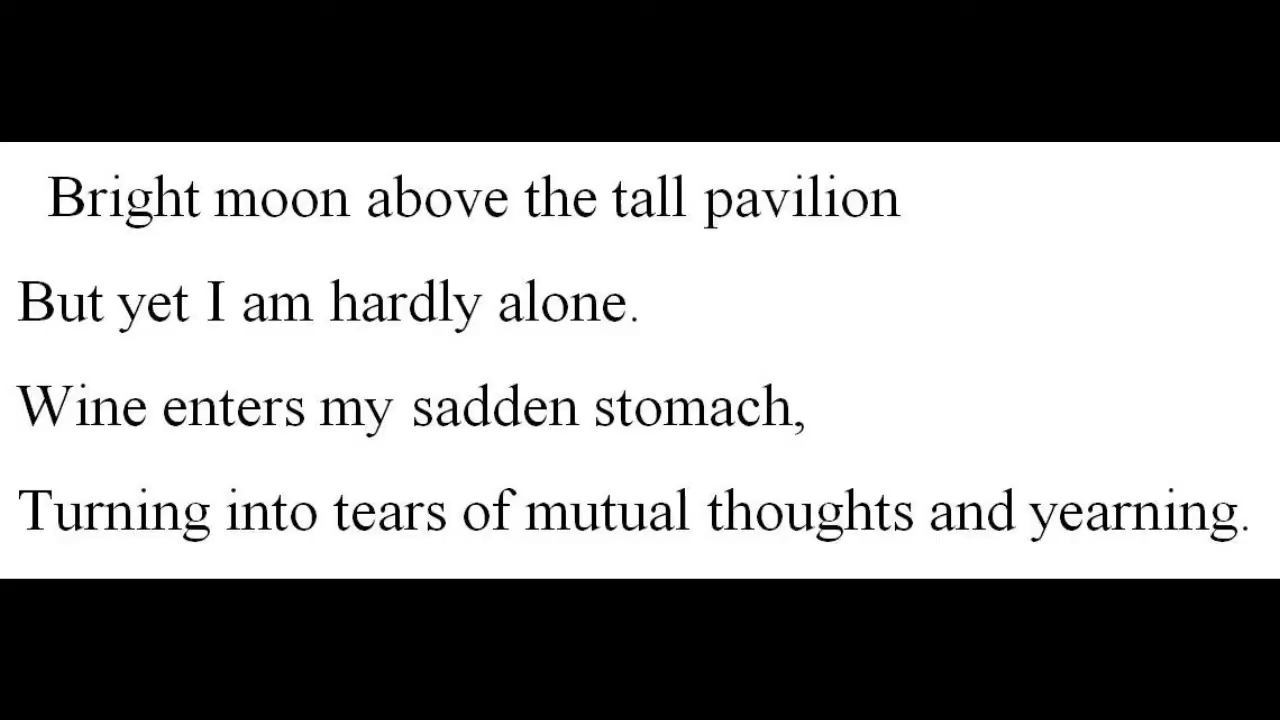 Bright moon above the tall pavilion
But yet I am hardly alone.
Wine enters my sadden stomach,
Turning into tears of mutual thoughts and yearning.